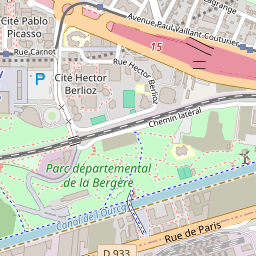 Cité Pablo
Picasso
Avenue Paul Vaillant-Couturier
Lagrange
Rue Carnot
15
P
Cité Hector
Berlioz
Rue Hector Berlioz
Chemin latéral
Parc départemental
de la Bergère
Canal de l'Ourcq
D 933
Rue de Paris